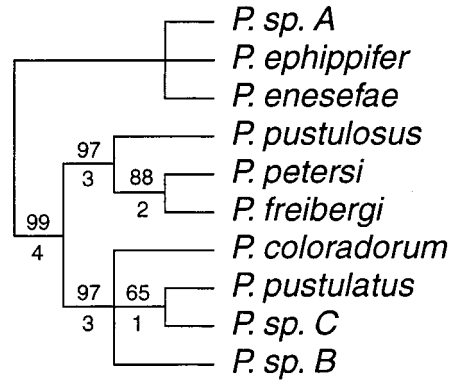 P. sp. A
P. ephippifer
P. enesefae
97
P. pustulosus
3
88
P. petersi
2
P. freibergi
99
4
P. coloradorum
97
65
P. pustulatus
3
1
P. sp. C
P. sp. B